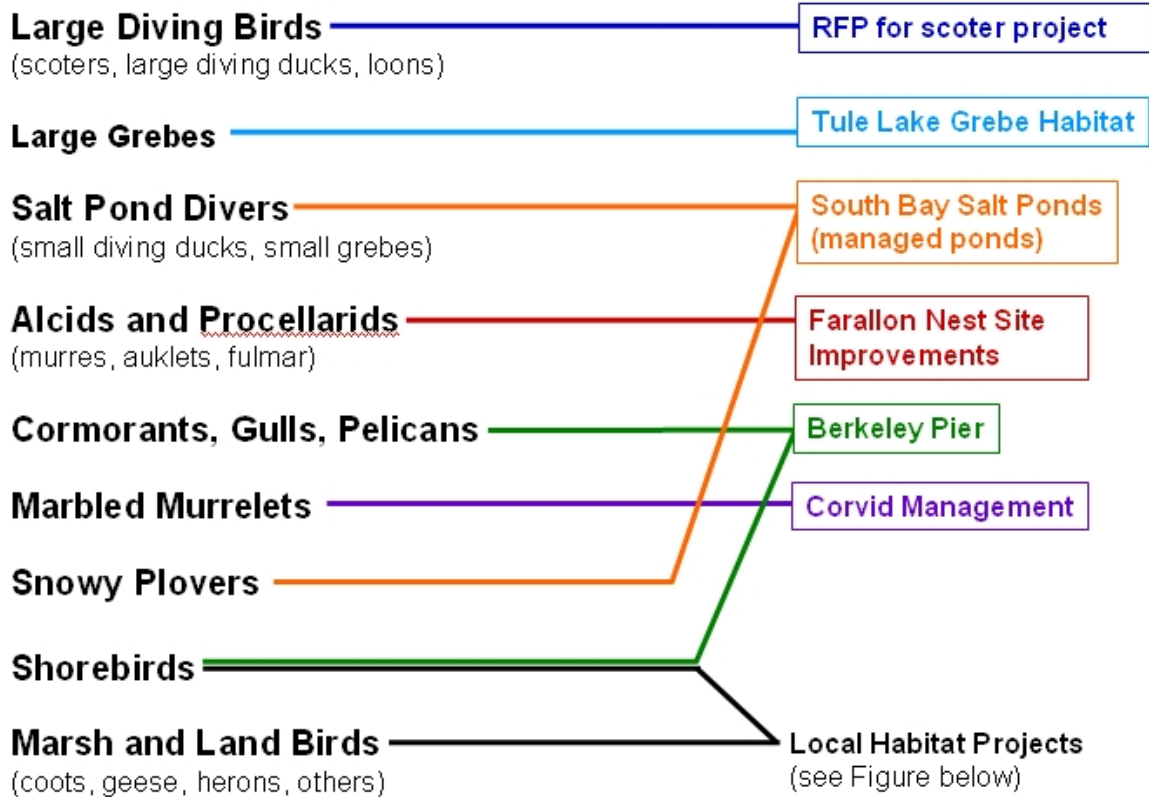 Large Diving Birds
(scoters, large diving ducks, loons)
RFP for scoter project
Large Grebes
Tule Lake Grebe Habitat
Salt Pond Divers
(small diving ducks, small grebes)
South Bay Salt Ponds
(managed ponds)
Alcids and Procellarids
(murres, auklets, fulmar)
Farallon Nest Site
Improvements
Cormorants, Gulls, Pelicans
Berkeley Pier
Marbled Murrelets
Corvid Management
Snowy Plovers
Shorebirds
Marsh and Land Birds
(coots, geese, herons, others)
Local Habitat Projects
(see Figure below)